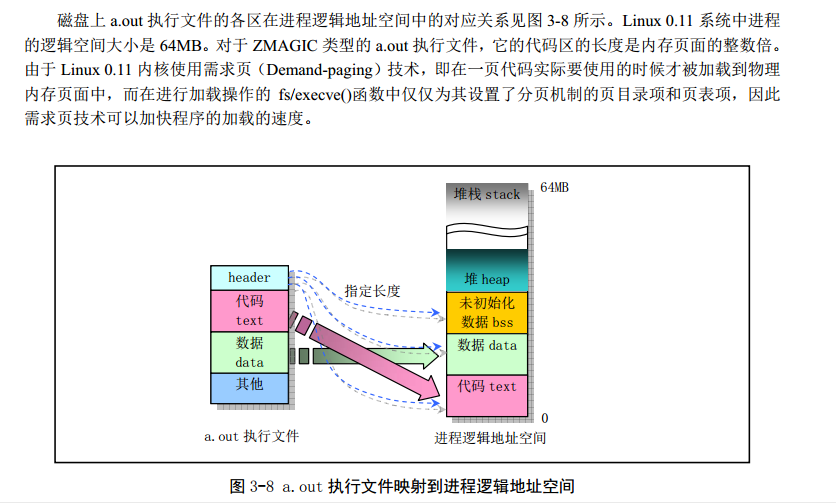 磁盘上 a.out 执行文件的各区在进程逻辑地址空间中的对应关系见图 3-8 所示。Linux 0.11 系统中进程
的逻辑空间大小是 64MB。对于 ZMAGIC 类型的 a.out 执行文件，它的代码区的长度是内存页面的整数倍。
由于 Linux 0.11 内核使用需求页（Demand-paging）技术，即在一页代码实际要使用的时候才被加载到物理
内存页面中，而在进行加载操作的 fs/execve()函数中仅仅为其设置了分页机制的页目录项和页表项，因此
需求页技术可以加快程序的加载的速度。
堆栈 stack
64MB
header
指定长度
堆 heap
代码
text
未初始化
数据 bss
数据
data
数据 data
其他
代码 text
0
a.out 执行文件
进程逻辑地址空间
图 3-8 a.out 执行文件映射到进程逻辑地址空间